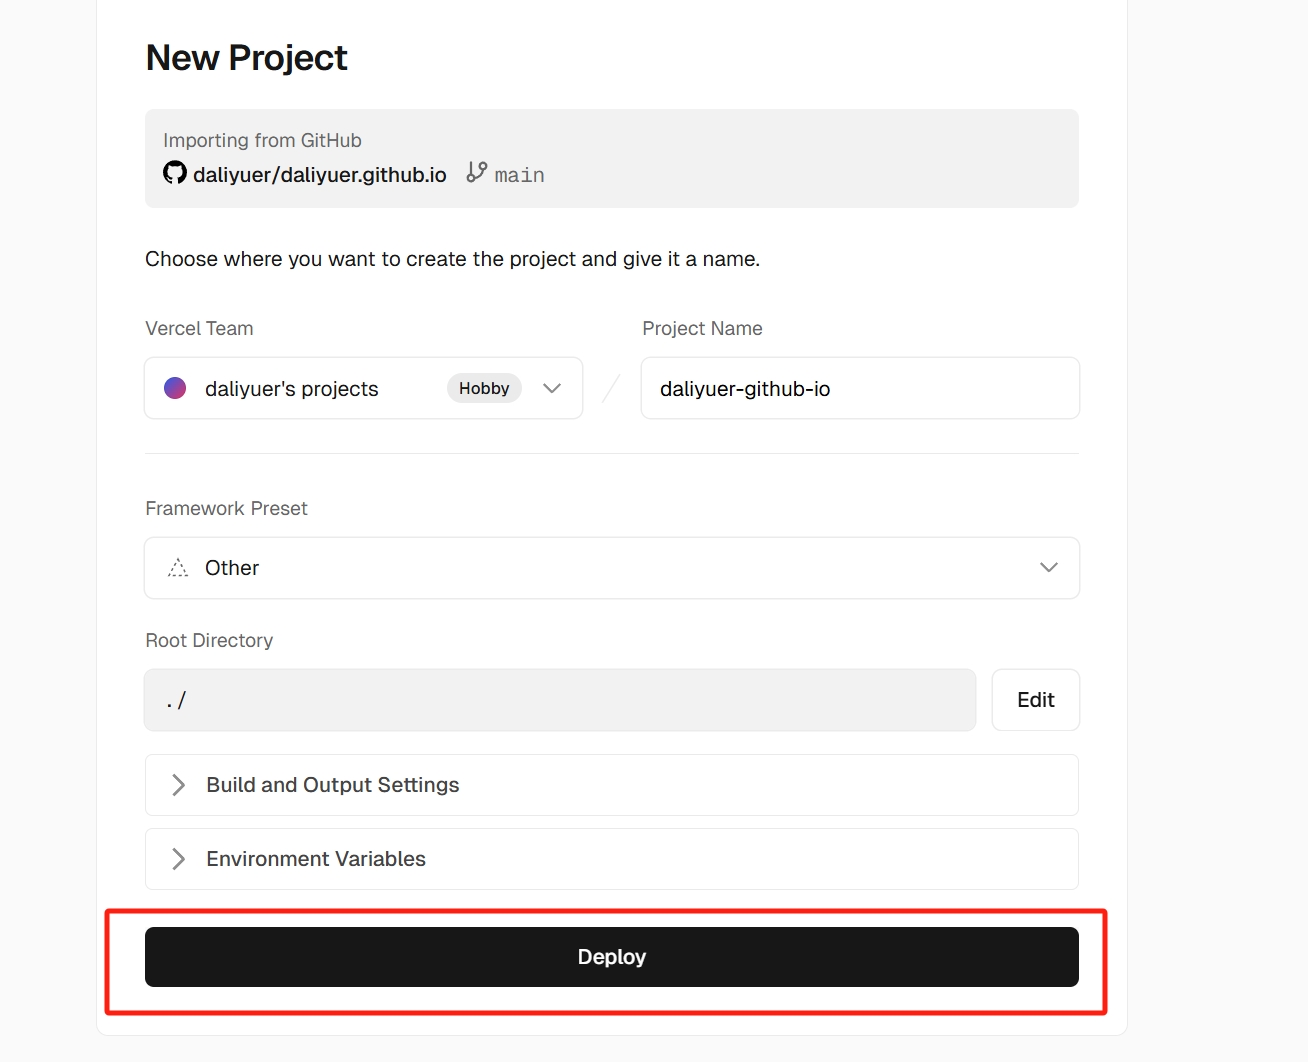 New Project
Importing from GitHub
daliyuer/daliyuer.github.io main
Choose where you want to create the project and give it a name.
Vercel Team
Project Name
daliyuer's projects Hobby
daliyuer-github-io
Framework Preset
Other
Root Directory
./
Edit
Build and Output Settings
Environment Variables
Deploy